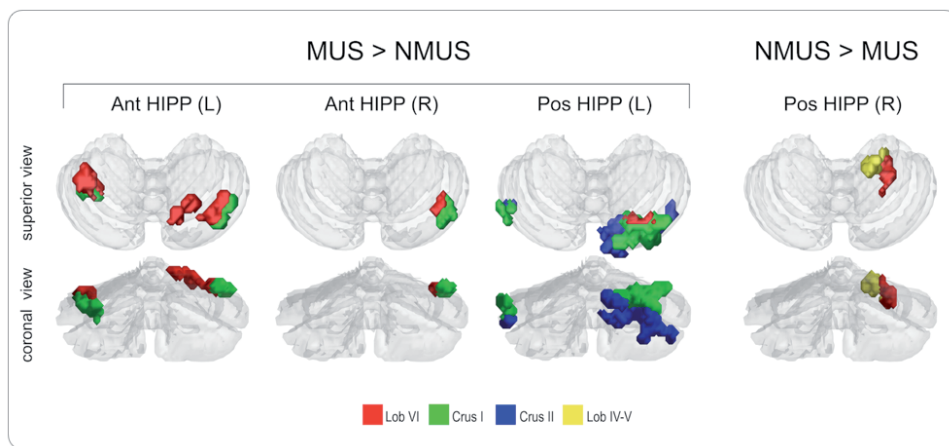 MUS > NMUS
NMUS > MUS
Ant HIPP (L)
Ant HIPP (R)
Pos HIPP (L)
Pos HIPP (R)
superior view
coronal view
Lob VI
Crus I
Crus II
Lob IV-V